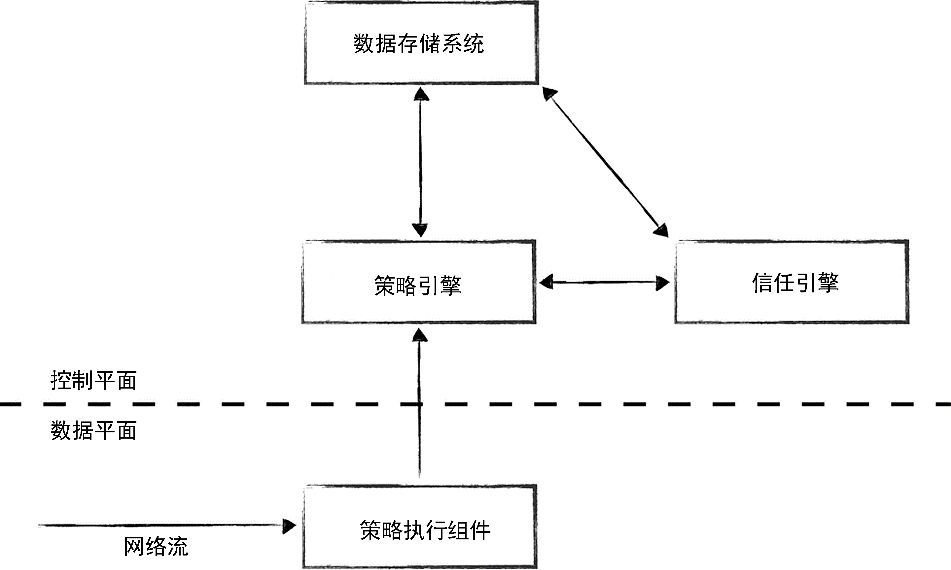 数据存储系统
策略引擎
信任引擎
控制平面
数据平面
策略执行组件
网络流